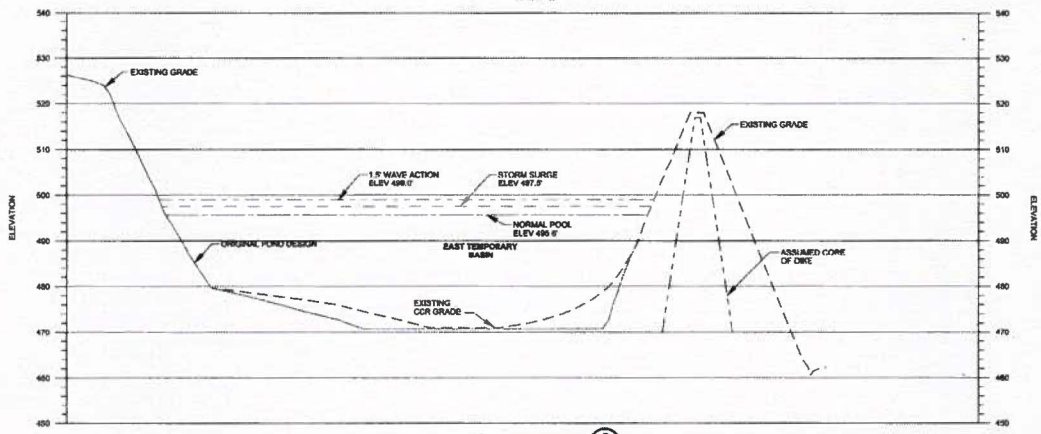 540
540
530
530
EXISTING GRADE
520
520
EXISTING GRADE
510
510
1.5' WAVE ACTION
ELEV 499.0'
STORM SURGE
ELEV 497.5'
500
500
ELEVATION
ELEVATION
NORMAL POOL
ELEV 495.6'
490
490
ORIGINAL POND DESIGN
EAST TEMPORARY
BASIN
ASSUMED CORE
OF DIKE
480
480
EXISTING
CCR GRADE
470
470
460
460
450
450